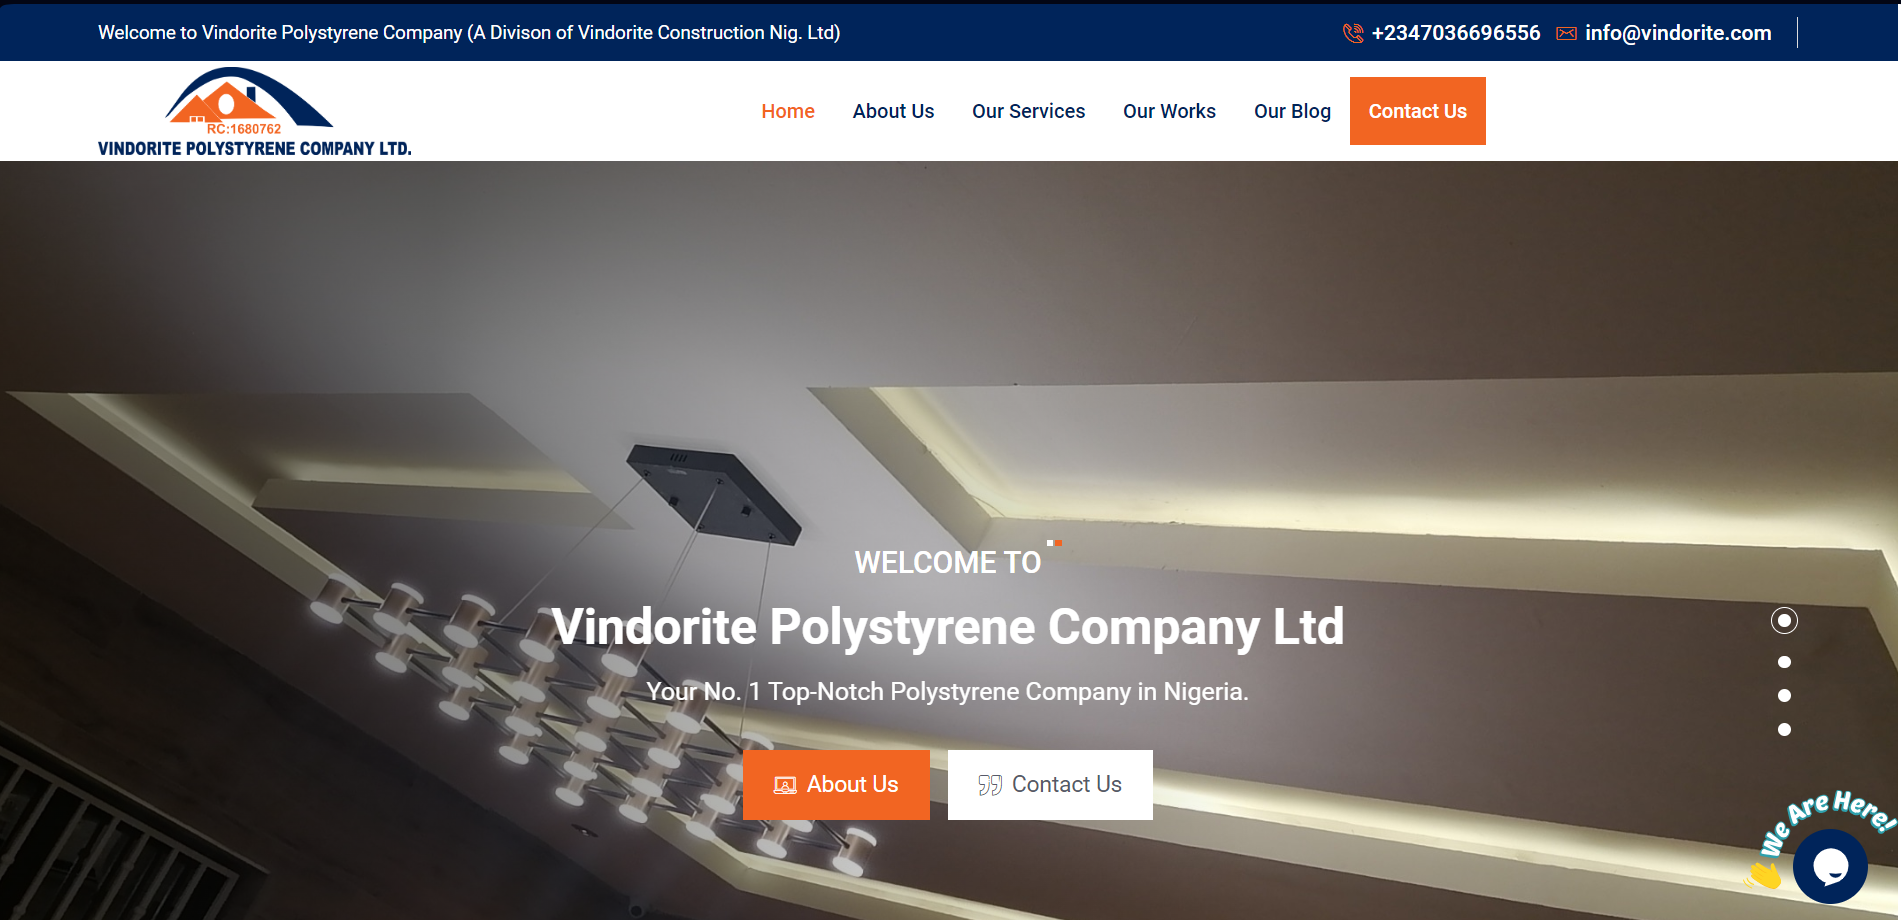 Welcome to Vindorite Polystyrene Company (A Divison of Vindorite Construction Nig. Ltd)
+2347036696556
info@vindorite.com
RC:1680762
VINDORITE POLYSTYRENE COMPANY LTD.
Home
About Us
Our Services
Our Works
Our Blog
Contact Us
WELCOME TO
Vindorite Polystyrene Company Ltd
Your No. 1 Top-Notch Polystyrene Company in Nigeria.
About Us
Contact Us
We Are Here!